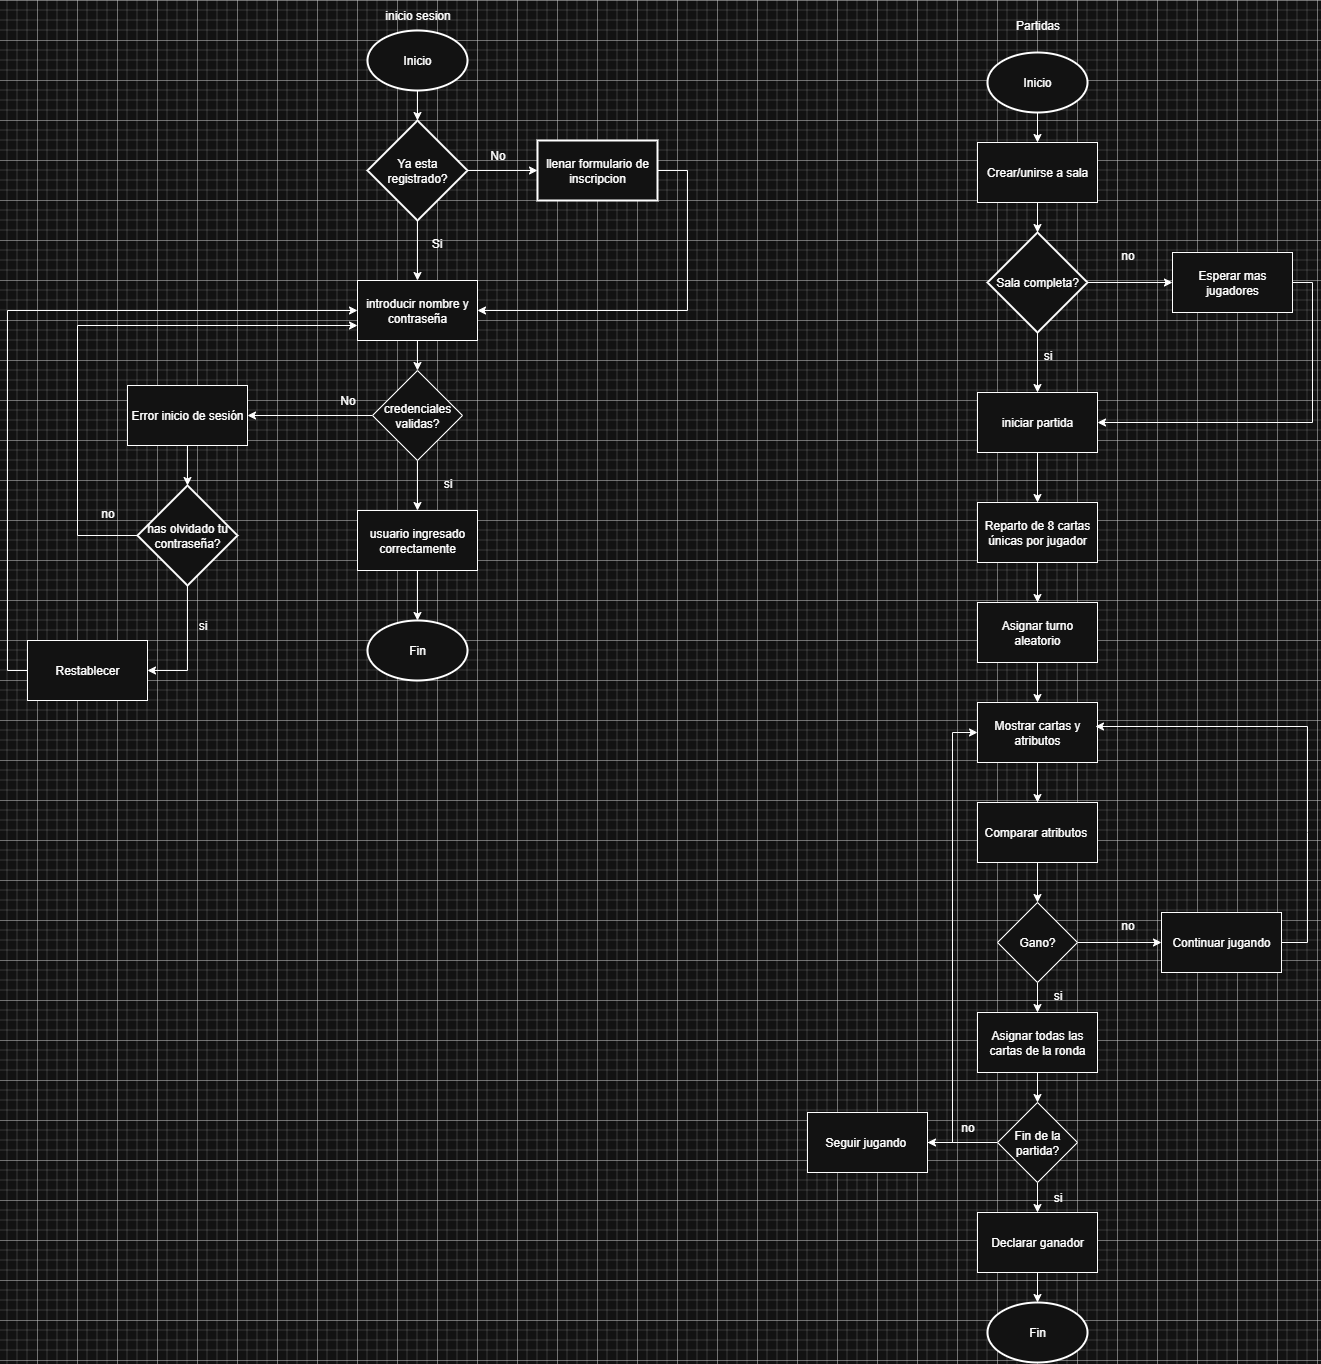 inicio sesion
Inicio
Ya esta
registrado?
No
llenar formulario de
inscripcion
Si
introducir nombre y
contraseña
credenciales
validas?
No
Error inicio de sesión
has olvidado tu
contraseña?
no
si
Restablecer
si
usuario ingresado
correctamente
Fin
Partidas
Inicio
Crear/unirse a sala
Sala completa?
no
Esperar mas
jugadores
si
iniciar partida
Reparto de 8 cartas
únicas por jugador
Asignar turno
aleatorio
Mostrar cartas y
atributos
Comparar atributos
Gano?
no
Continuar jugando
si
Asignar todas las
cartas de la ronda
Fin de la
partida?
no
Seguir jugando
si
Declarar ganador
Fin